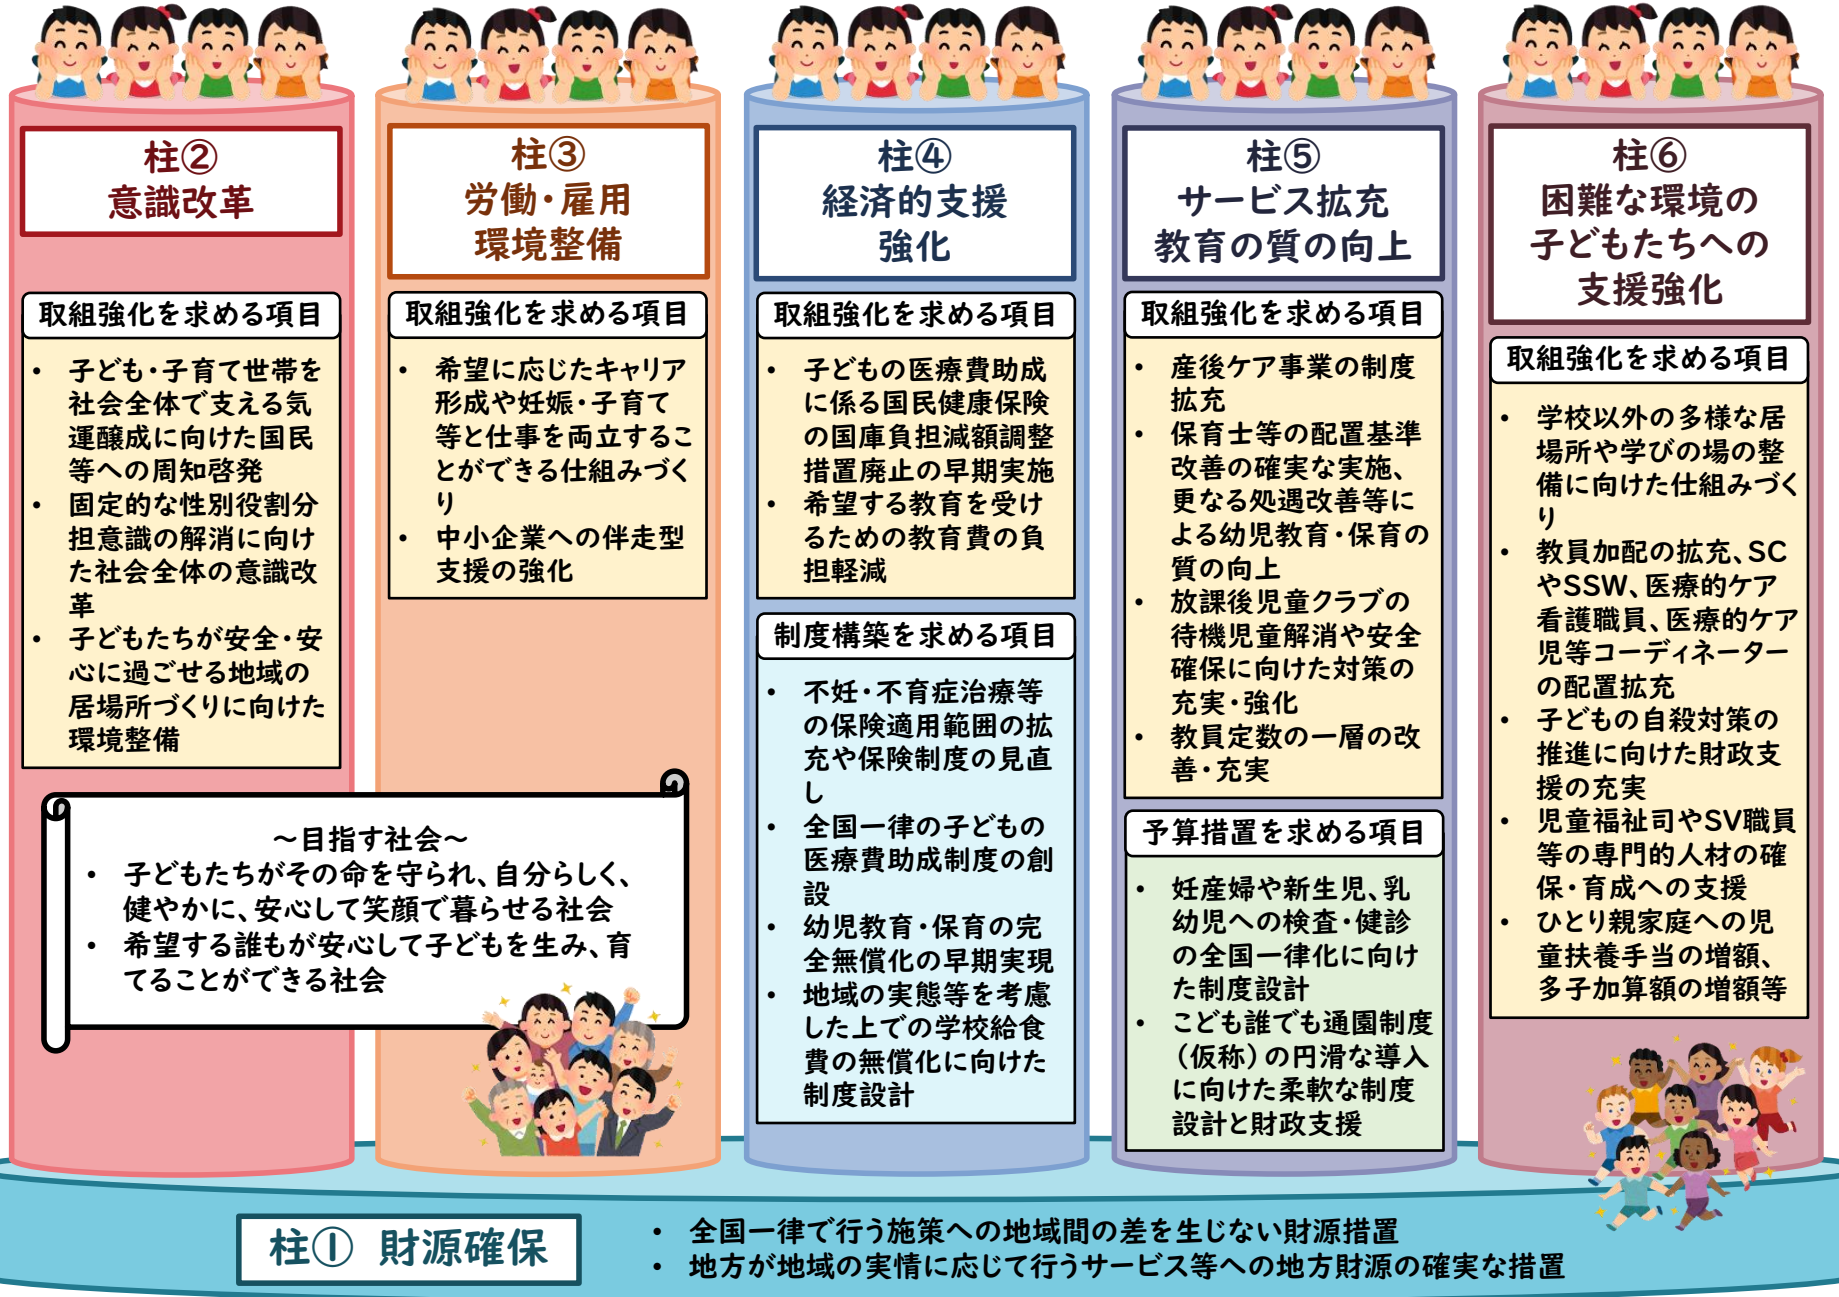 柱②
意識改革
取組強化を求める項目
・ 子ども・子育て世帯を
社会全体で支える気
運醸成に向けた国民
等への周知啓発
・ 固定的な性別役割分
担意識の解消に向け
た社会全体の意識改
革
・ 子どもたちが安全・安
心に過ごせる地域の
居場所づくりに向けた
環境整備
柱③
労働・雇用
環境整備
取組強化を求める項目
・ 希望に応じたキャリア
形成や妊娠・子育て
等と仕事を両立するこ
とができる仕組みづく
り
・ 中小企業への伴走型
支援の強化
～目指す社会～
・ 子どもたちがその命を守られ、自分らしく、
健やかに、安心して笑顔で暮らせる社会
・ 希望する誰もが安心して子どもを生み、育
てることができる社会
柱④
経済的支援
強化
取組強化を求める項目
・ 子どもの医療費助成
に係る国民健康保険
の国庫負担減額調整
措置廃止の早期実施
・ 希望する教育を受け
るための教育費の負
担軽減
制度構築を求める項目
・ 不妊・不育症治療等
の保険適用範囲の拡
充や保険制度の見直
し
・ 全国一律の子どもの
医療費助成制度の創
設
・ 幼児教育・保育の完
全無償化の早期実現
・ 地域の実態等を考慮
した上での学校給食
費の無償化に向けた
制度設計
柱⑤
サービス拡充
教育の質の向上
取組強化を求める項目
・ 産後ケア事業の制度
拡充
・ 保育士等の配置基準
改善の確実な実施、
更なる処遇改善等に
よる幼児教育・保育の
質の向上
・ 放課後児童クラブの
待機児童解消や安全
確保に向けた対策の
充実・強化
・ 教員定数の一層の改
善・充実
予算措置を求める項目
・ 妊産婦や新生児、乳
幼児への検査・健診
の全国一律化に向け
た制度設計
・ こども誰でも通園制度
（仮称）の円滑な導入
に向けた柔軟な制度
設計と財政支援
柱⑥
困難な環境の
子どもたちへの
支援強化
取組強化を求める項目
・ 学校以外の多様な居
場所や学びの場の整
備に向けた仕組みづく
り
・ 教員加配の拡充、SC
やSSW、医療的ケア
看護職員、医療的ケア
児等コーディネーター
の配置拡充
・ 子どもの自殺対策の
推進に向けた財政支
援の充実
・ 児童福祉司やSV職員
等の専門的人材の確
保・育成への支援
・ ひとり親家庭への児
童扶養手当の増額、
多子加算額の増額等
柱① 財源確保
・ 全国一律で行う施策への地域間の差を生じない財源措置
・ 地方が地域の実情に応じて行うサービス等への地方財源の確実な措置